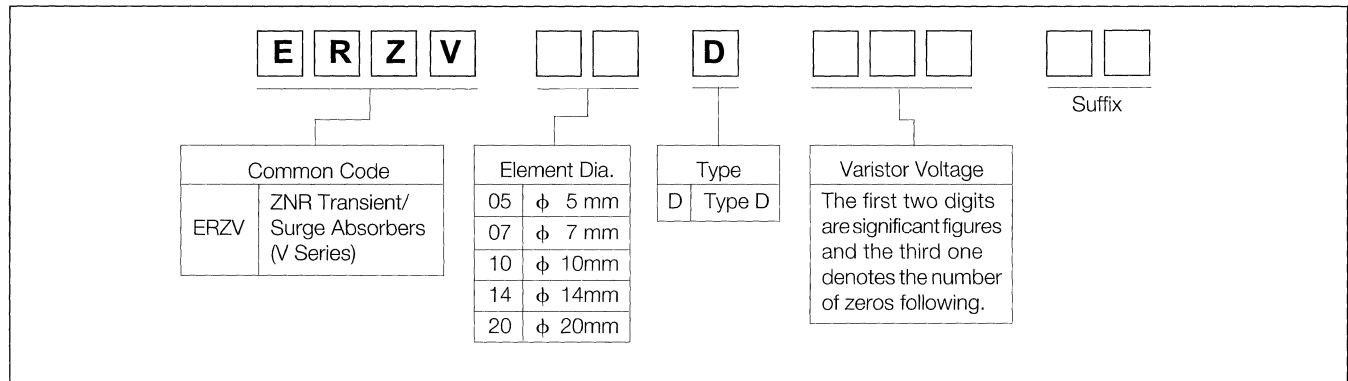 E R Z V D
Suffix
Common Code
ERZV ZNR Transient/
Surge Absorbers
(V Series)
Element Dia.
05 ϕ 5 mm
07 ϕ 7 mm
10 ϕ 10mm
14 ϕ 14mm
20 ϕ 20mm
Type
D Type D
Varistor Voltage
The first two digits
are significant figures
and the third one
denotes the number
of zeros following.